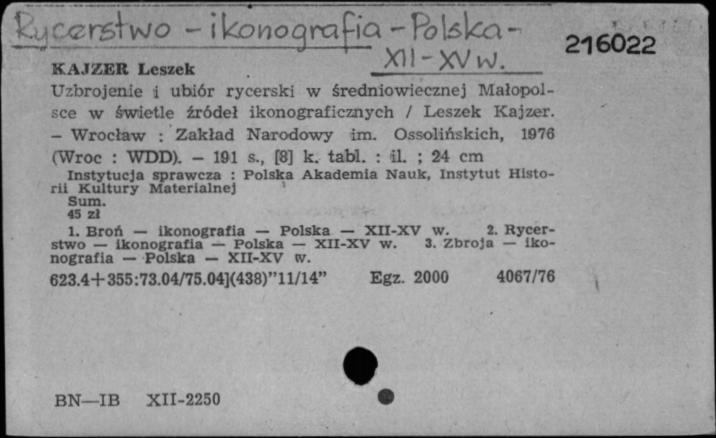 Rycerstwo - ikonografia - Polska -
XII - XV w.
216022
KAJZER Leszek
Uzbrojenie i ubiór rycerski w średniowiecznej Małopol-
sce w świetle źródeł ikonograficznych / Leszek Kajzer.
— Wrocław : Zakład Narodowy im. Ossolińskich, 1976
(Wroc : WDD). — 191 s., [8] k. tabl. : il. ; 24 cm
Instytucja sprawcza : Polska Akademia Nauk, Instytut Histo-
rii Kultury Materialnej
Sum.
45 zł
1. Broń — ikonografia — Polska — XII-XV w. 2. Rycer-
stwo — ikonografia — Polska — XII-XV w. 3. Zbroja — iko-
nografia — Polska — XII-XV w.
623.4+355:73.04/75.04](438)"11/14" Egz. 2000 4067/76
BN—IB XII-2250